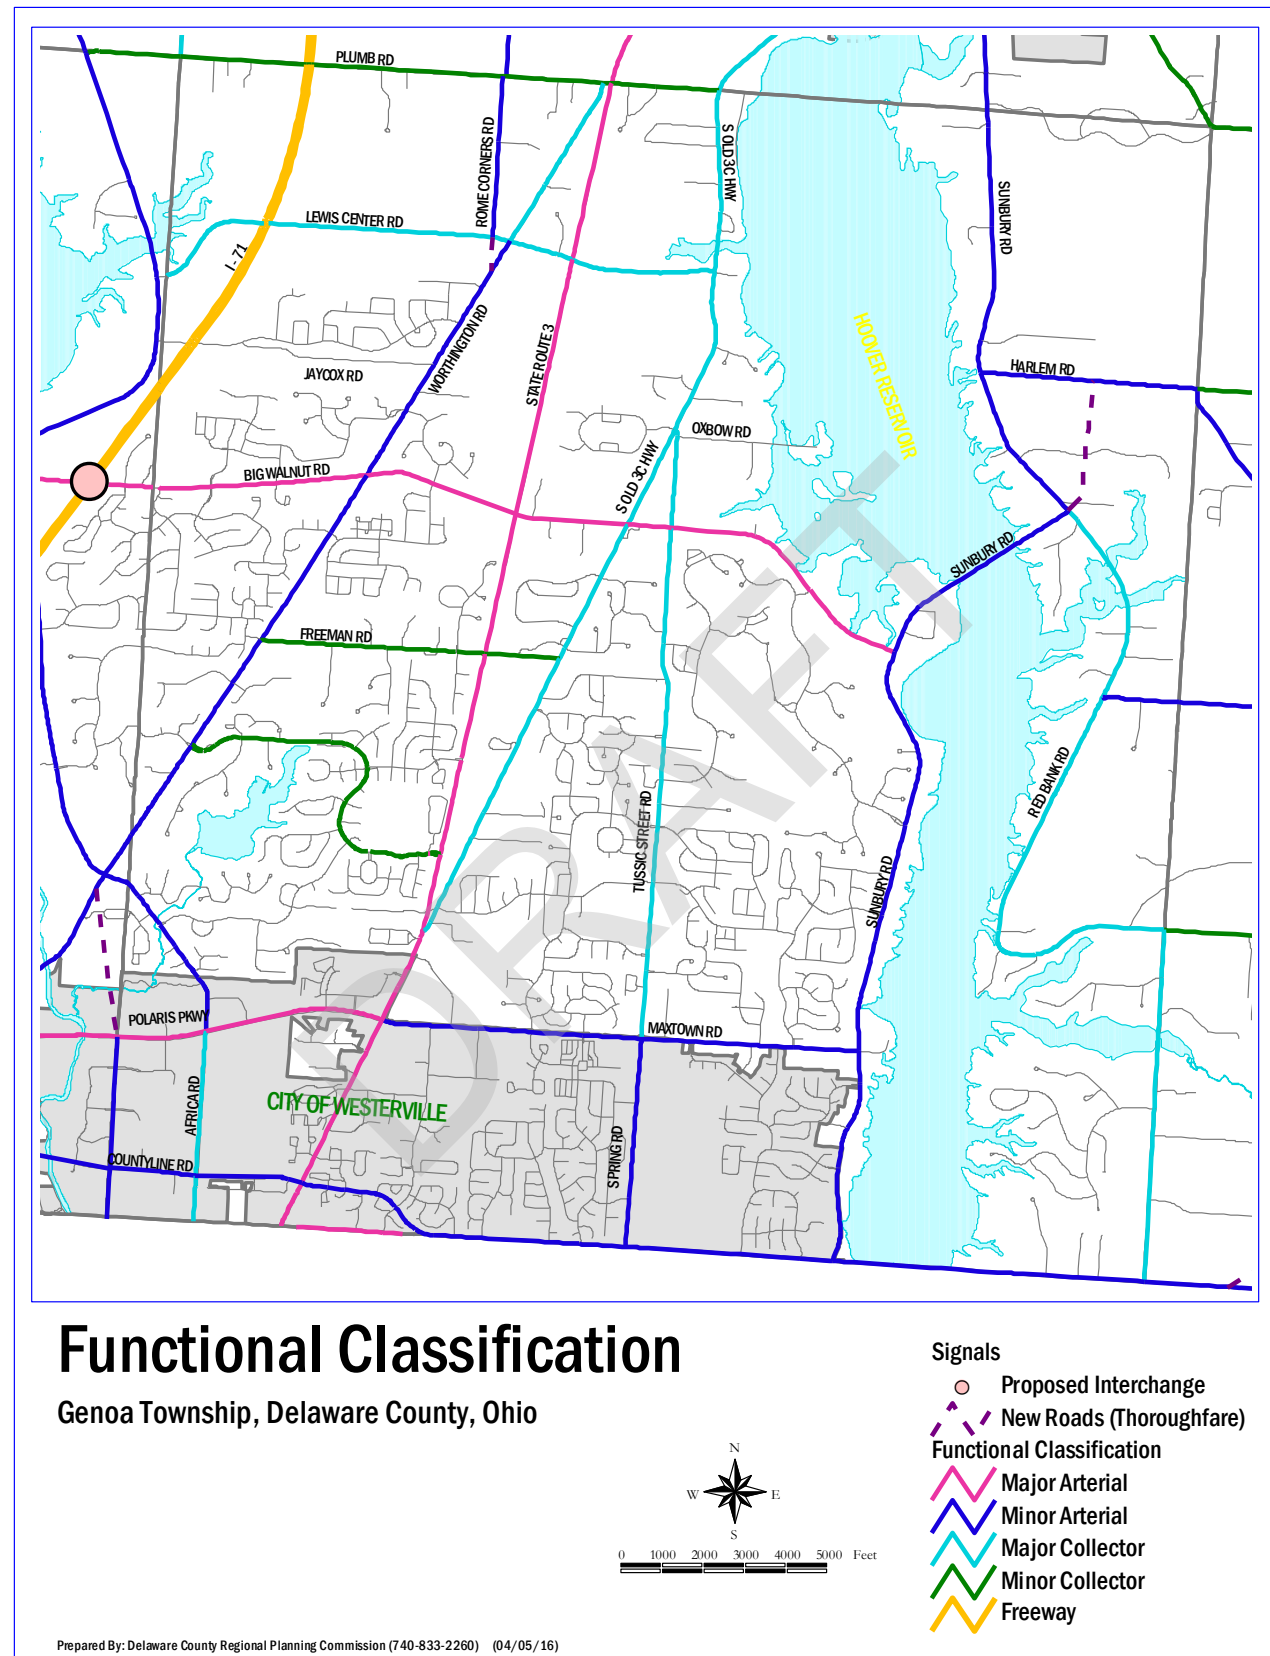 PLUMB RD
ROME CORNERS RD
S OLD 3C HWY
SUNBURY RD
LEWIS CENTER RD
I - 71
WORTHINGTON RD
STATE ROUTE 3
HOOVER RESERVOIR
HARLEM RD
JAYCOX RD
OXBOW RD
S OLD 3C HWY
BIG WALNUT RD
SUNBURY RD
FREEMAN RD
RED BANK RD
TUSSIC STREET RD
SUNBURY RD
DRAFT
POLARIS PKWY
MAXTOWN RD
AFRICA RD
CITY OF WESTERVILLE
SPRING RD
COUNTYLINE RD
Functional Classification
Genoa Township, Delaware County, Ohio
Signals
Proposed Interchange
New Roads (Thoroughfare)
Functional Classification
Major Arterial
Minor Arterial
Major Collector
Minor Collector
Freeway
N
W E
S
0 1000 2000 3000 4000 5000 Feet
Prepared By: Delaware County Regional Planning Commission (740-833-2260) (04/05/16)